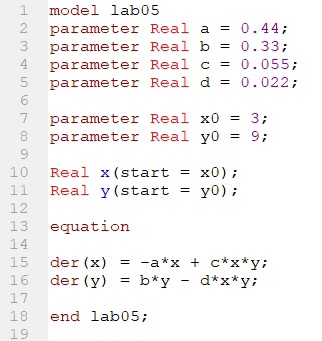 1 model lab05
2 parameter Real a = 0.44;
3 parameter Real b = 0.33;
4 parameter Real c = 0.055;
5 parameter Real d = 0.022;
6
7 parameter Real x0 = 3;
8 parameter Real y0 = 9;
9
10 Real x(start = x0);
11 Real y(start = y0);
12
13 equation
14
15 der(x) = -a*x + c*x*y;
16 der(y) = b*y - d*x*y;
17
18 end lab05;
19